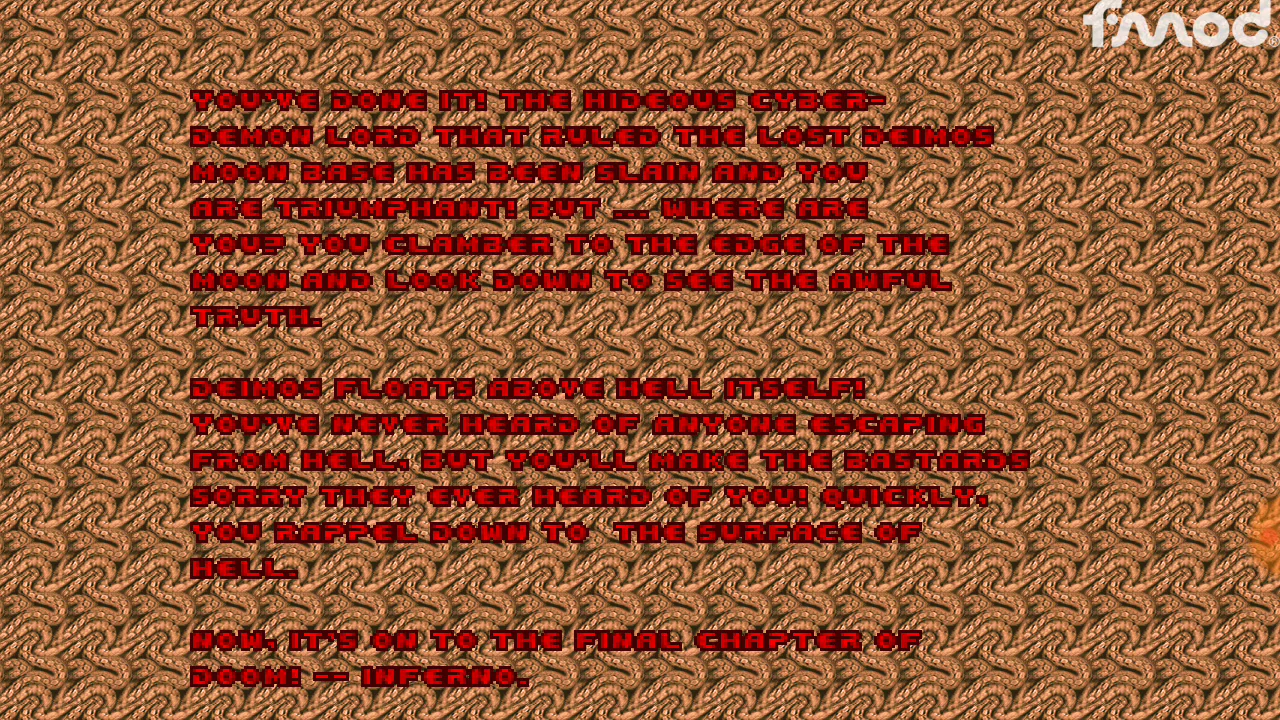 fmod®
YOU'VE DONE IT! THE HIDEOUS CYBER-
DEMON LORD THAT RULED THE LOST DEIMOS
MOON BASE HAS BEEN SLAIN AND YOU
ARE TRIUMPHANT! BUT ... WHERE ARE
YOU? YOU CLAMBER TO THE EDGE OF THE
MOON AND LOOK DOWN TO SEE THE AWFUL
TRUTH.
DEIMOS FLOATS ABOVE HELL ITSELF!
YOU'VE NEVER HEARD OF ANYONE ESCAPING
FROM HELL, BUT YOU'LL MAKE THE BASTARDS
SORRY THEY EVER HEARD OF YOU! QUICKLY,
YOU RAPPEL DOWN TO  THE SURFACE OF
HELL.
NOW, IT'S ON TO THE FINAL CHAPTER OF
DOOM! -- INFERNO.